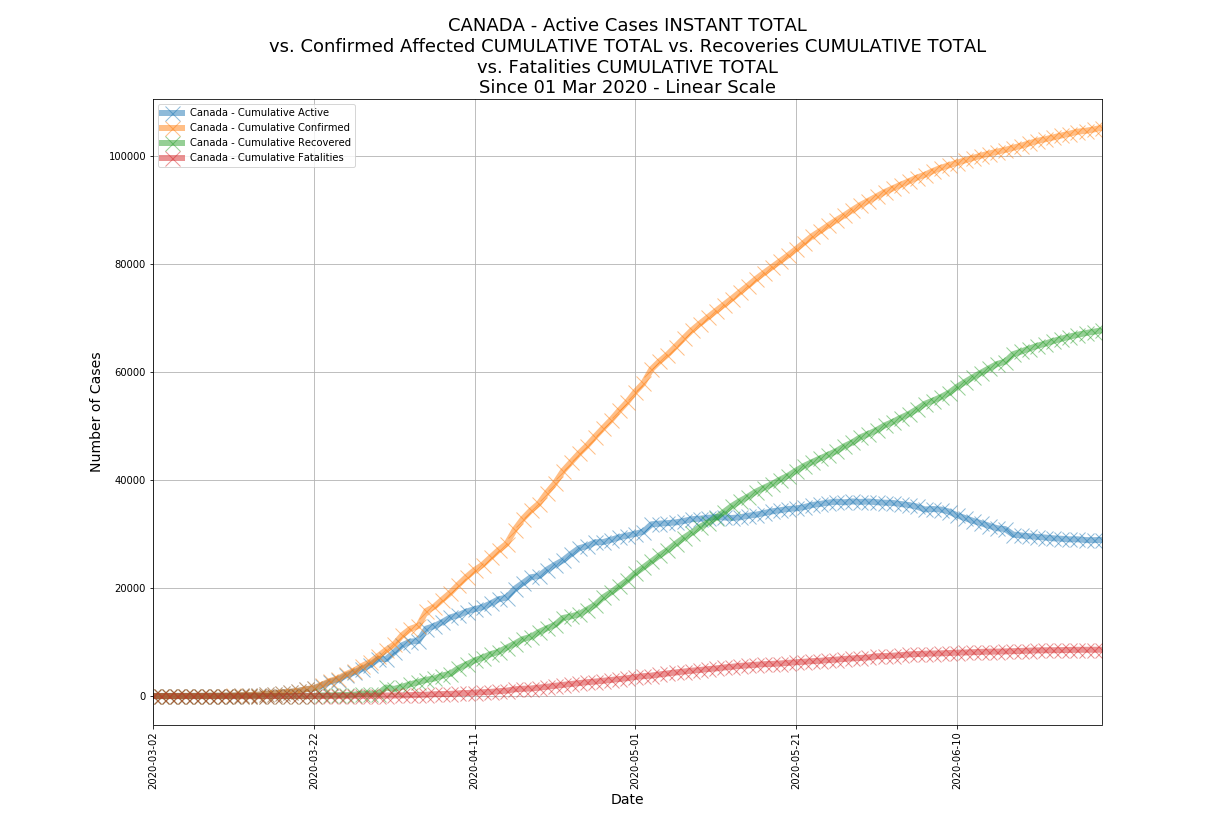 CANADA - Active Cases INSTANT TOTAL
vs. Confirmed Affected CUMULATIVE TOTAL vs. Recoveries CUMULATIVE TOTAL
vs. Fatalities CUMULATIVE TOTAL
Since 01 Mar 2020 - Linear Scale
Canada - Cumulative Active
Canada - Cumulative Confirmed
Canada - Cumulative Recovered
Canada - Cumulative Fatalities
100000
80000
60000
40000
20000
0
Number of Cases
2020-03-02
2020-03-22
2020-04-11
2020-05-01
2020-05-21
2020-06-10
Date